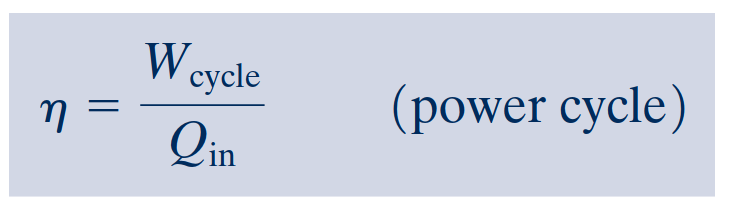 η = W_cycle / Q_in (power cycle)